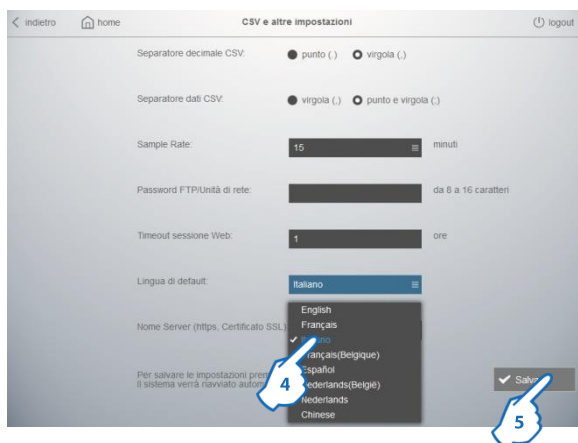 indietro home CSV e altre impostazioni logout
Separatore decimale CSV: punto (.) virgola (,)
Separatore dati CSV: virgola (,) punto e virgola (;)
Sample Rate: 15 minuti
Password FTP/Unità di rete: da 8 a 16 caratteri
Timeout sessione Web: 1 ore
Lingua di default: Italiano
English
Nome Server (https, Certificato SSL) Français
Français(Belgique)
Español
Per salvare le impostazioni
il sistema verrà riavviato Nederlands(België)
Nederlands
Chinese
4
5